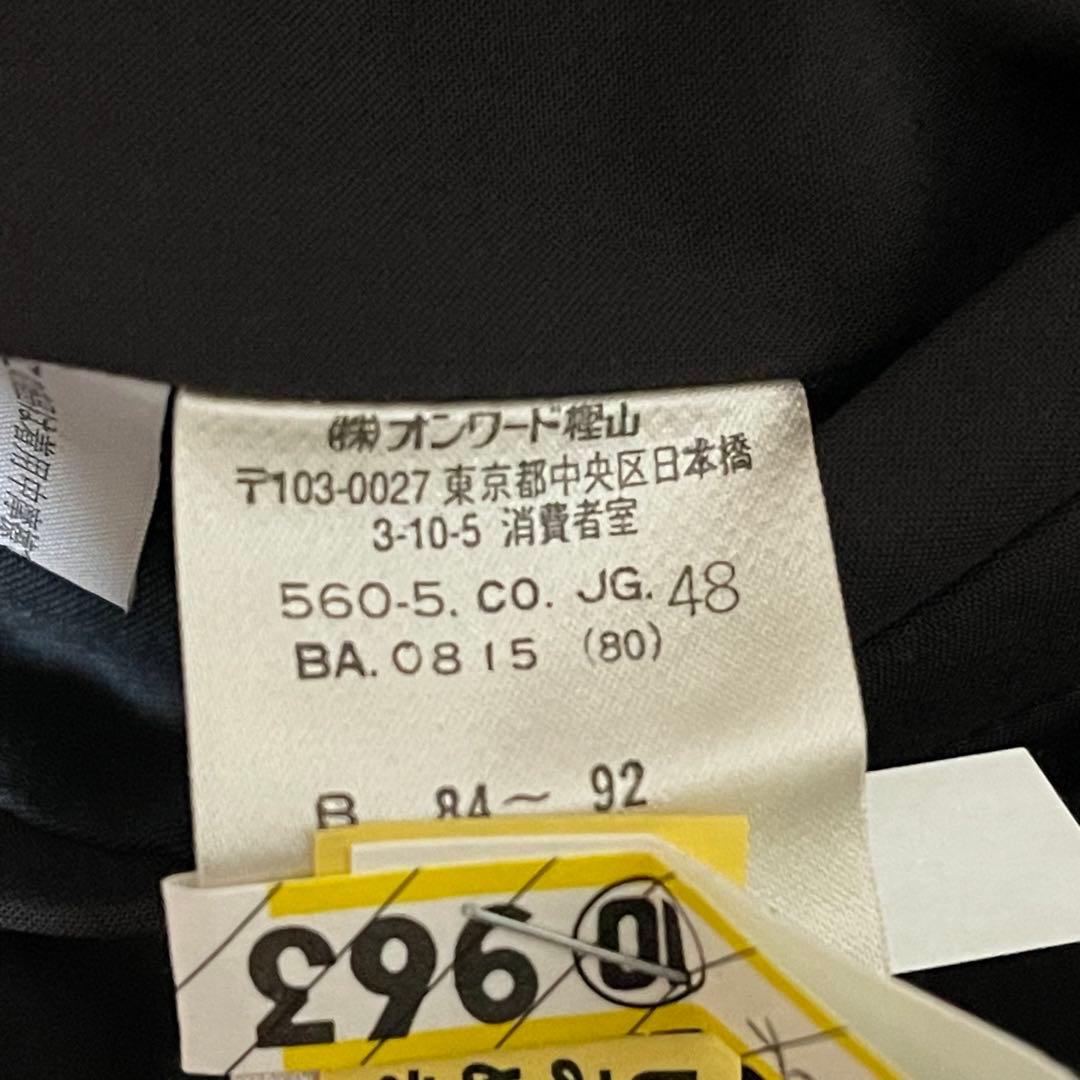 (株)オンワード樫山
〒103-0027 東京都中央区日本橋
3-10-5 消費者室
560-5. CO. JG. 48
BA. 0815 (80)
B 84～ 92
10 963